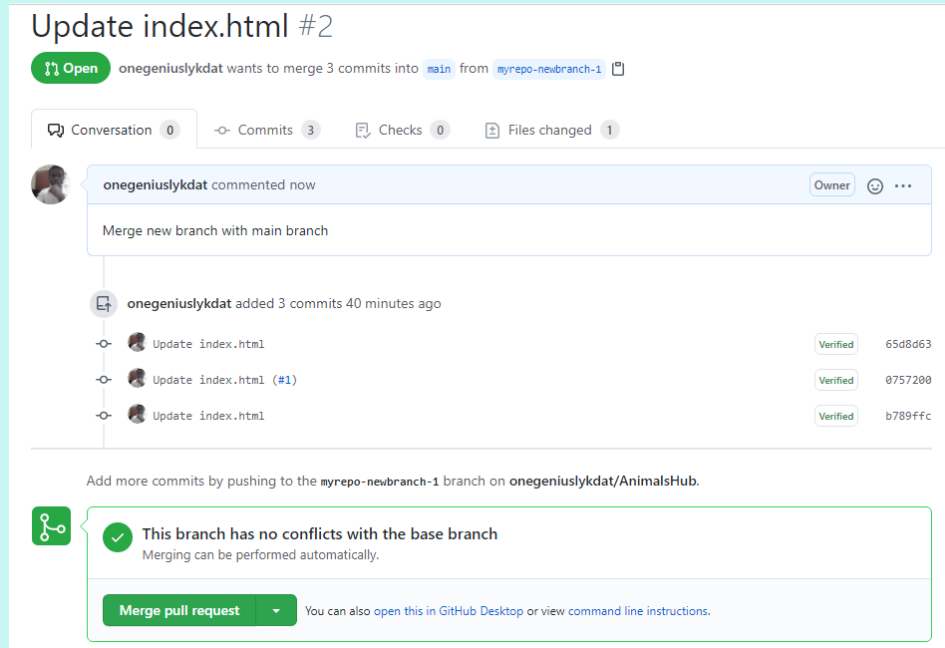 Update index.html #2
Open onegeniuslykdat wants to merge 3 commits into main from myrepo-newbranch-1
Conversation 0 Commits 3 Checks 0 Files changed 1
onegeniuslykdat commented now Owner
Merge new branch with main branch
onegeniuslykdat added 3 commits 40 minutes ago
Update index.html Verified 65d8d63
Update index.html (#1) Verified 0757200
Update index.html Verified b789ffc
Add more commits by pushing to the myrepo-newbranch-1 branch on onegeniuslykdat/AnimalsHub.
This branch has no conflicts with the base branch
Merging can be performed automatically.
Merge pull request You can also open this in GitHub Desktop or view command line instructions.